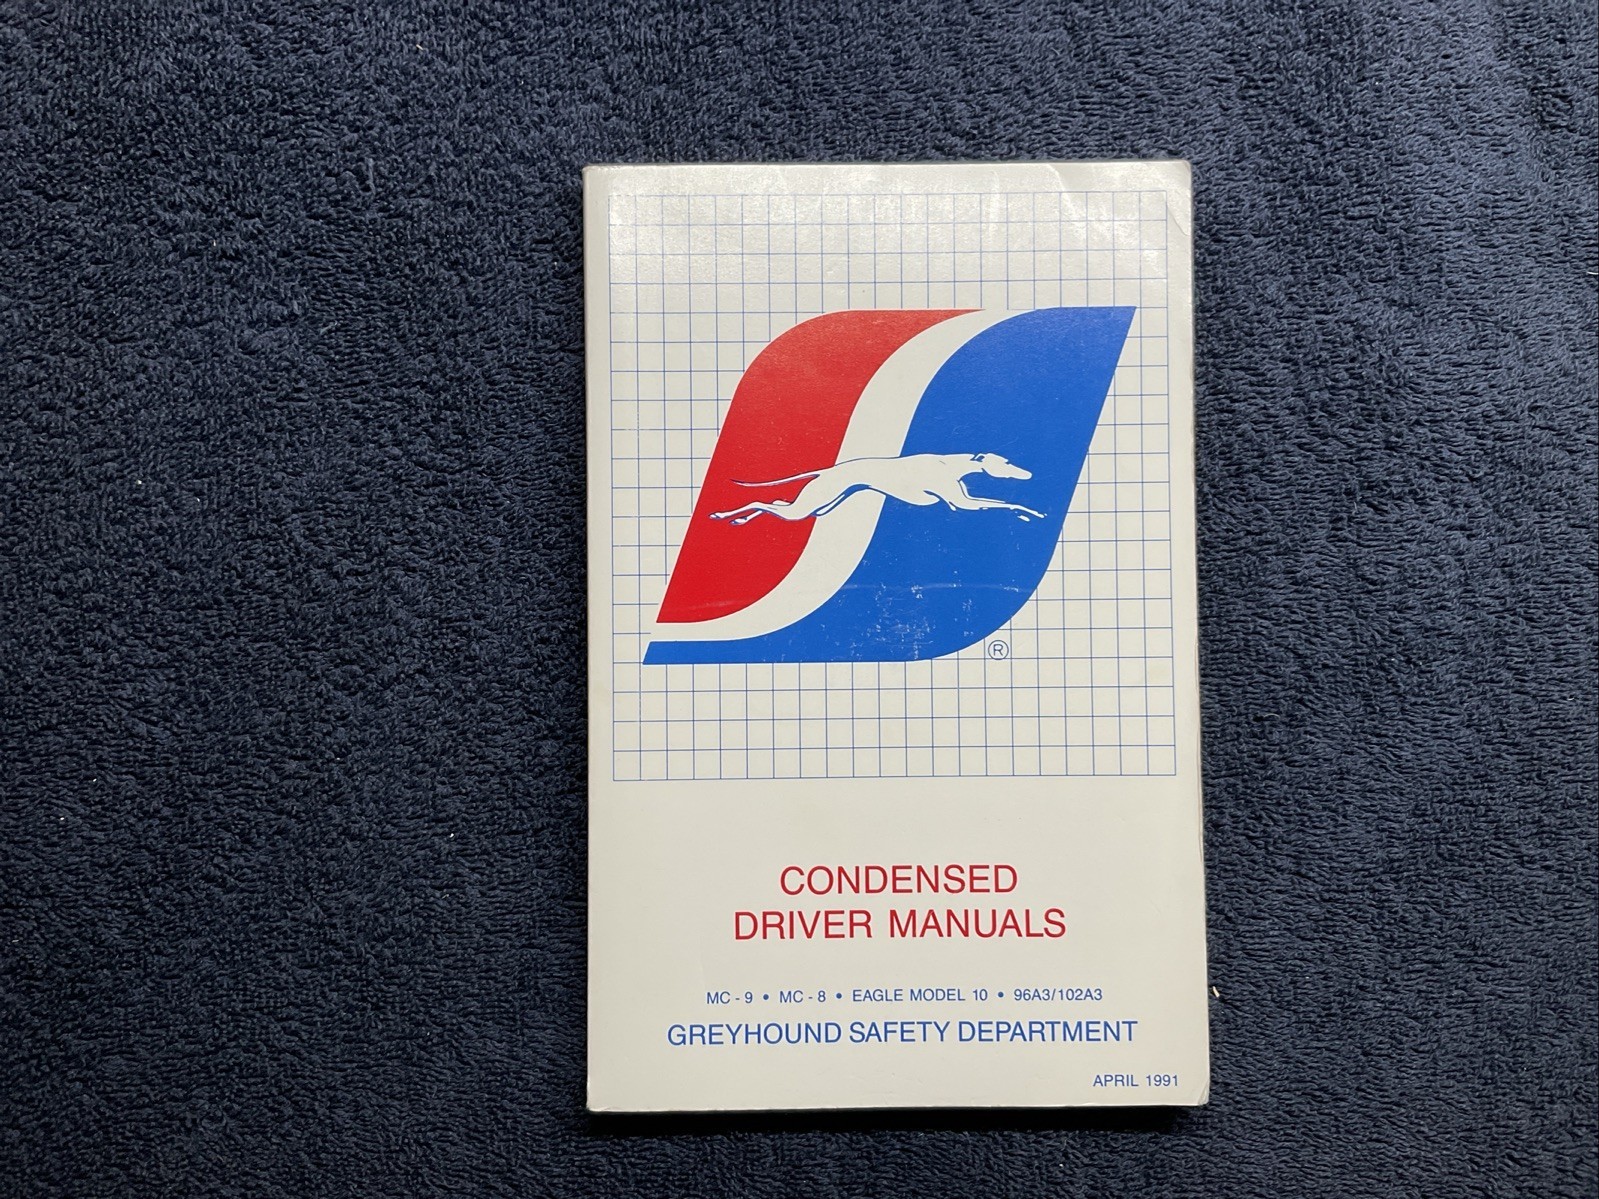 ®
CONDENSED
DRIVER MANUALS
MC - 9 • MC - 8 • EAGLE MODEL 10 • 96A3/102A3
GREYHOUND SAFETY DEPARTMENT
APRIL 1991